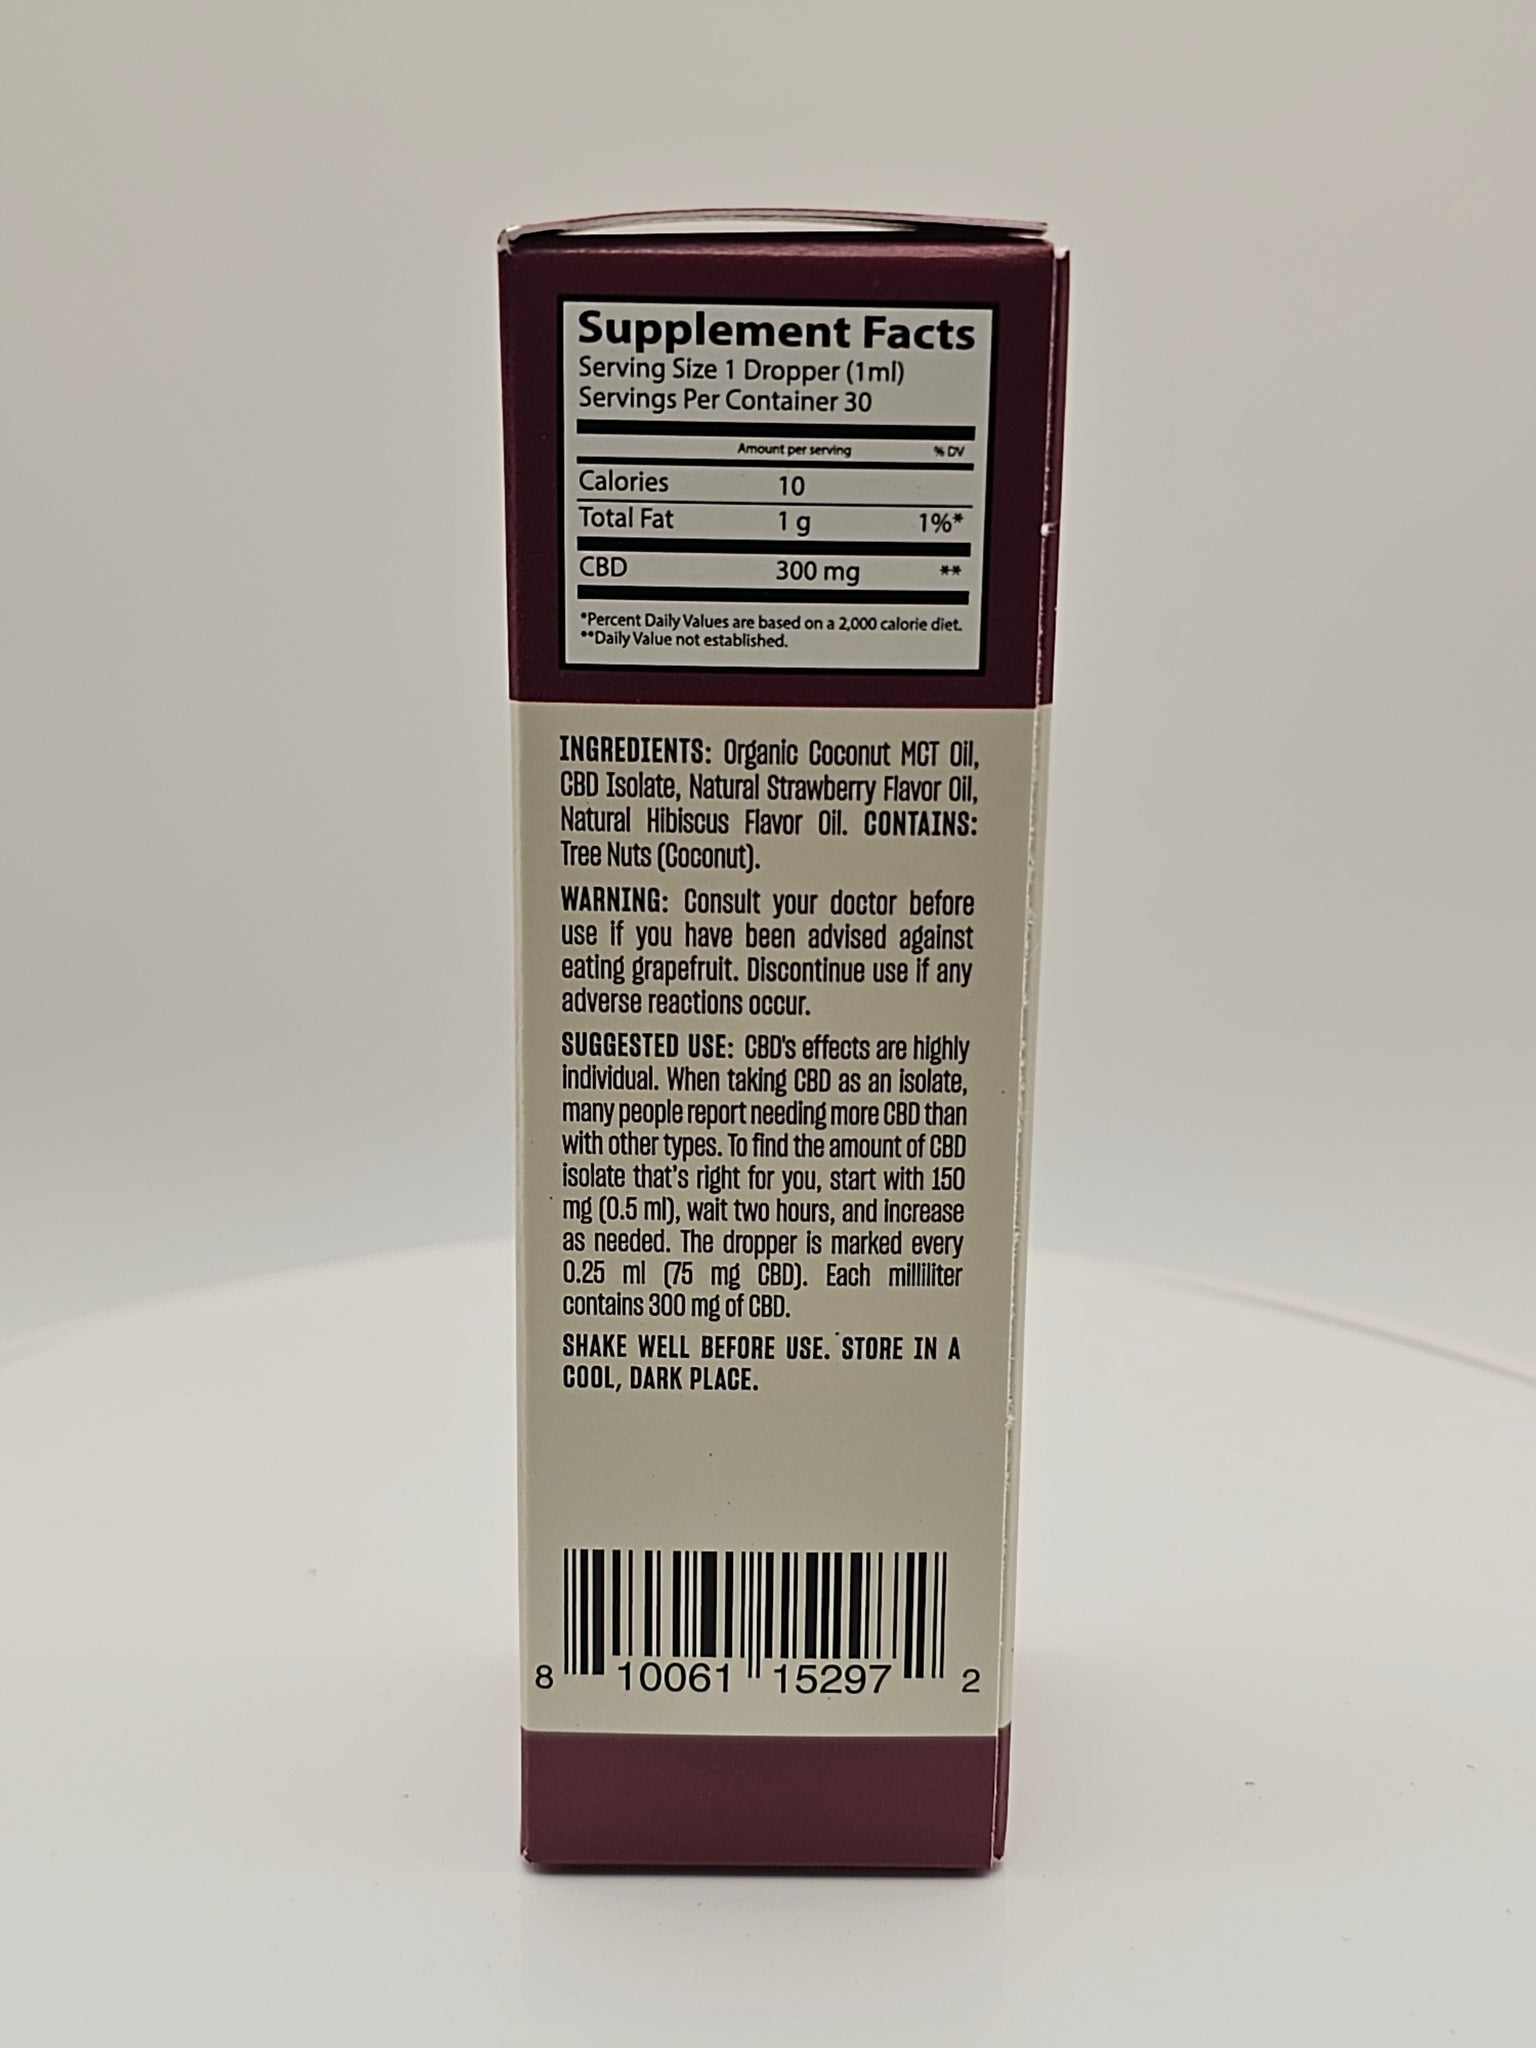 Supplement Facts
Serving Size 1 Dropper (1ml)
Servings Per Container 30
Amount per serving % DV
Calories 10
Total Fat 1 g 1%*
CBD 300 mg **
*Percent Daily Values are based on a 2,000 calorie diet.
**Daily Value not established.
INGREDIENTS: Organic Coconut MCT Oil,
CBD Isolate, Natural Strawberry Flavor Oil,
Natural Hibiscus Flavor Oil. CONTAINS:
Tree Nuts (Coconut).
WARNING: Consult your doctor before
use if you have been advised against
eating grapefruit. Discontinue use if any
adverse reactions occur.
SUGGESTED USE: CBD's effects are highly
individual. When taking CBD as an isolate,
many people report needing more CBD than
with other types. To find the amount of CBD
isolate that's right for you, start with 150
mg (0.5 ml), wait two hours, and increase
as needed. The dropper is marked every
0.25 ml (75 mg CBD). Each milliliter
contains 300 mg of CBD.
SHAKE WELL BEFORE USE. STORE IN A
COOL, DARK PLACE.
8 10061 15297 2